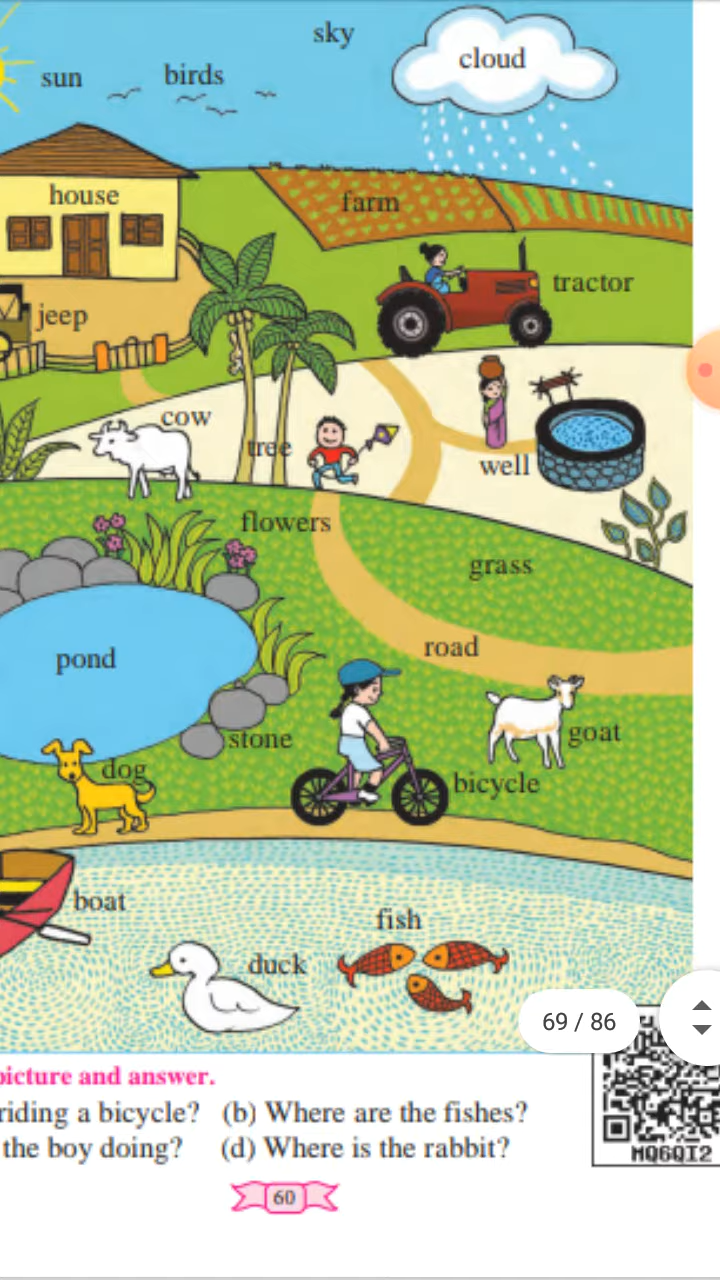 sky
cloud
sun birds
house
farm
tractor
jeep
cow
tree
well
flowers
grass
road
pond
stone
goat
dog
bicycle
boat
fish
duck
69 / 86
picture and answer.
riding a bicycle? (b) Where are the fishes?
the boy doing? (d) Where is the rabbit?
MQ6QI2
60